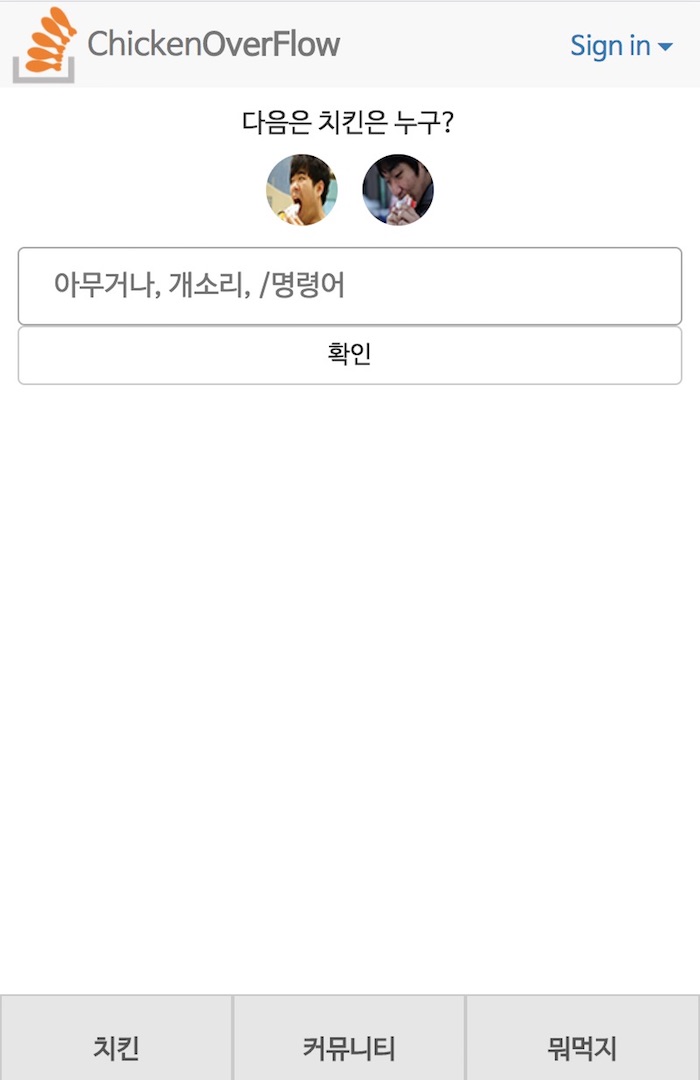 ChickenOverFlow
Sign in
다음은 치킨은 누구?
아무거나, 개소리, /명령어
확인
치킨 커뮤니티 뭐먹지